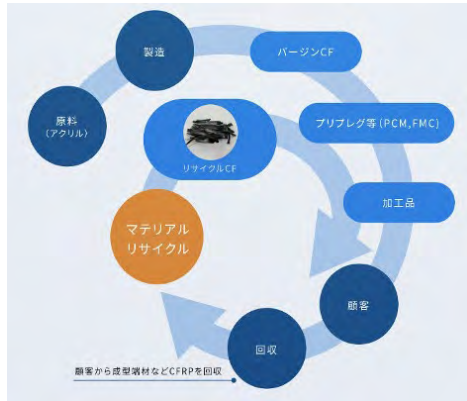 製造
バージンCF
原料
(アクリル)
プリプレグ等(PCM,FMC)
リサイクルCF
加工品
マテリアル
リサイクル
顧客
回収
顧客から成型端材などCFRPを回収